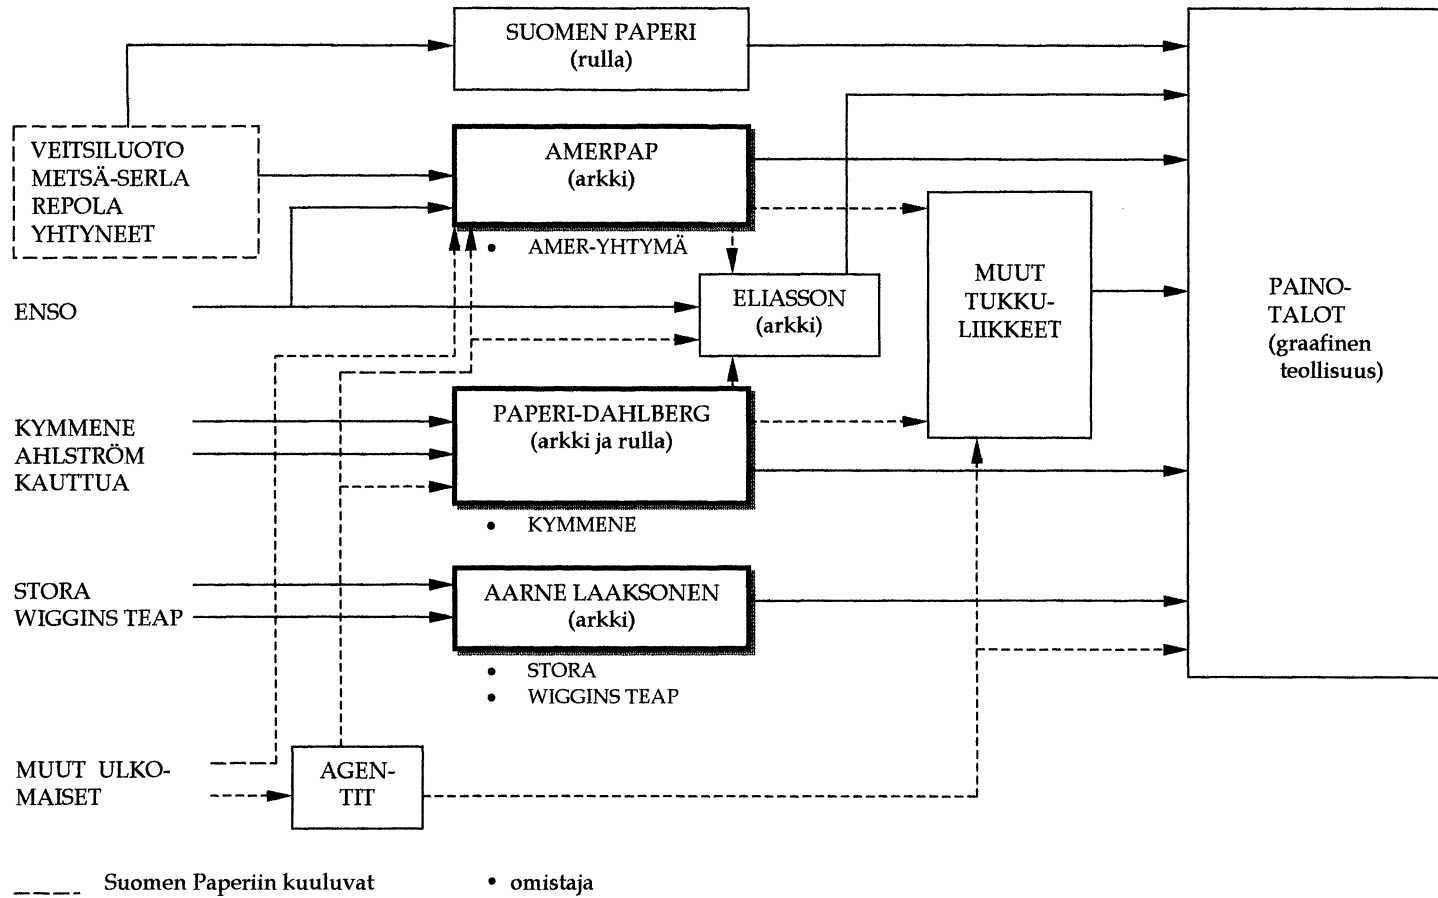 SUOMEN PAPERI
(rulla)
VEITSILUOTO
METSÄ-SERLA
REPOLA
YHTYNEET
AMERPAP
(arkki)
• AMER-YHTYMÄ
ENSO
ELIASSON
(arkki)
MUUT
TUKKU-
LIIKKEET
PAINO-
TALOT
(graafinen
teollisuus)
KYMMENE
AHLSTRÖM
KAUTTUA
PAPERI-DAHLBERG
(arkki ja rulla)
• KYMMENE
STORA
WIGGINS TEAP
AARNE LAAKSONEN
(arkki)
• STORA
• WIGGINS TEAP
MUUT ULKO-
MAISET
AGEN-
TIT
Suomen Paperiin kuuluvat
• omistaja